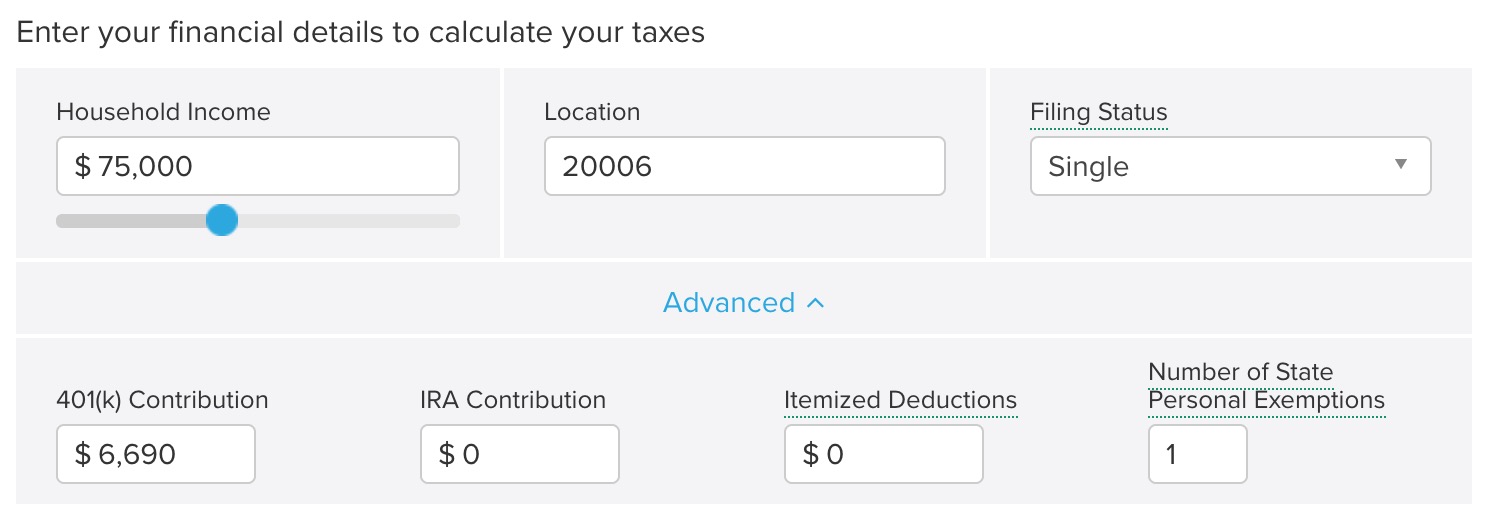 Enter your financial details to calculate your taxes
Household Income
$ 75,000
Location
20006
Filing Status
Single
Advanced
401(k) Contribution
$ 6,690
IRA Contribution
$ 0
Itemized Deductions
$ 0
Number of State
Personal Exemptions
1